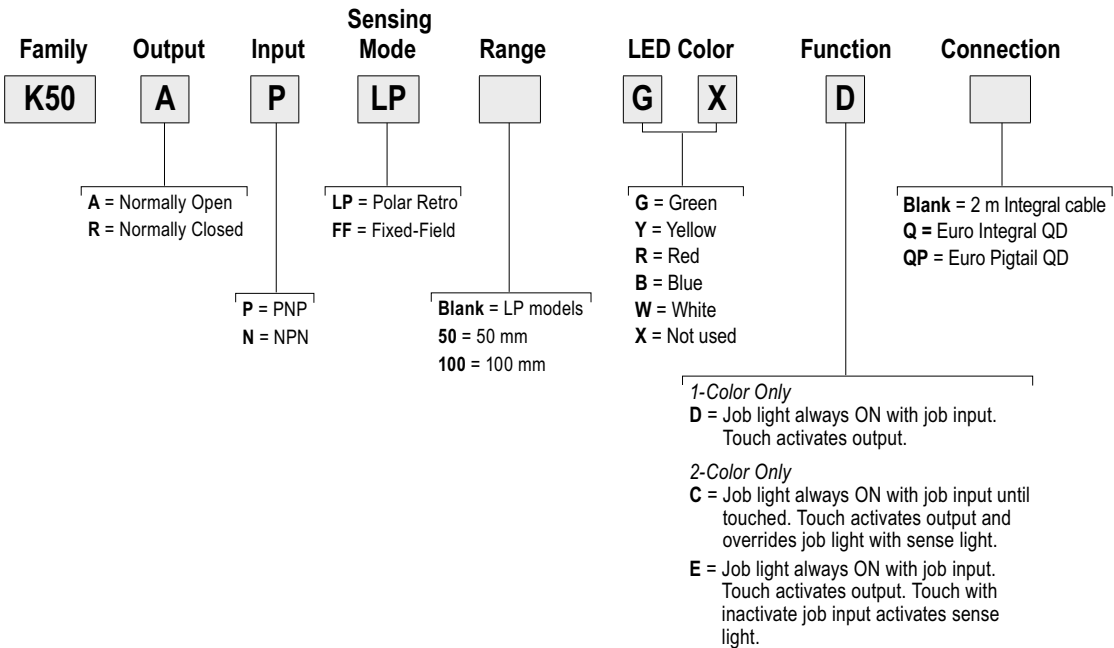 Family Output Input Sensing Mode Range LED Color Function Connection
K50 A P LP G X D
A = Normally Open
R = Normally Closed
P = PNP
N = NPN
LP = Polar Retro
FF = Fixed-Field
Blank = LP models
50 = 50 mm
100 = 100 mm
G = Green
Y = Yellow
R = Red
B = Blue
W = White
X = Not used
1-Color Only
D = Job light always ON with job input.
Touch activates output.
2-Color Only
C = Job light always ON with job input until
touched. Touch activates output and
overrides job light with sense light.
E = Job light always ON with job input.
Touch activates output. Touch with
inactivate job input activates sense
light.
Blank = 2 m Integral cable
Q = Euro Integral QD
QP = Euro Pigtail QD